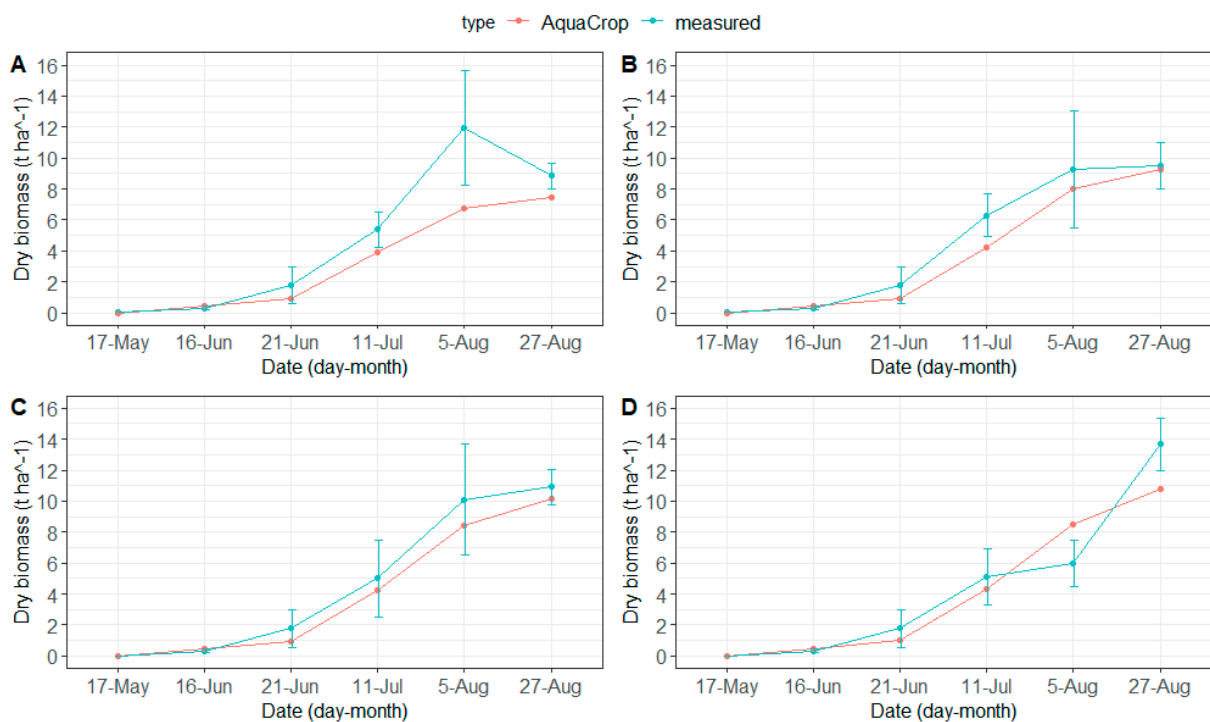 type AquaCrop measured
A
Dry biomass (t ha^-1)
16
14
12
10
8
6
4
2
0
17-May 16-Jun 21-Jun 11-Jul 5-Aug 27-Aug
Date (day-month)
B
Dry biomass (t ha^-1)
16
14
12
10
8
6
4
2
0
17-May 16-Jun 21-Jun 11-Jul 5-Aug 27-Aug
Date (day-month)
C
Dry biomass (t ha^-1)
16
14
12
10
8
6
4
2
0
17-May 16-Jun 21-Jun 11-Jul 5-Aug 27-Aug
Date (day-month)
D
Dry biomass (t ha^-1)
16
14
12
10
8
6
4
2
0
17-May 16-Jun 21-Jun 11-Jul 5-Aug 27-Aug
Date (day-month)